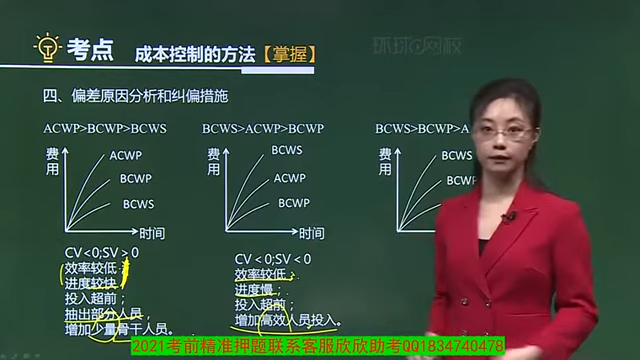 考点 成本控制的方法【掌握】
环球网校
四、偏差原因分析和纠偏措施
ACWP>BCWP>BCWS
费用
ACWP
BCWP
BCWS
时间
CV<0;SV>0
效率较低;
进度较快;
投入超前;
抽出部分人员,
增加少量骨干人员。
BCWS>ACWP>BCWP
费用
BCWS
ACWP
BCWP
时间
CV<0;SV<0
效率较低;
进度慢;
投入超前;
增加高效人员投入。
BCWS>BCWP>A
费用
BCWS
BCWP
2021考前精准押题联系客服欣欣助考001834740478